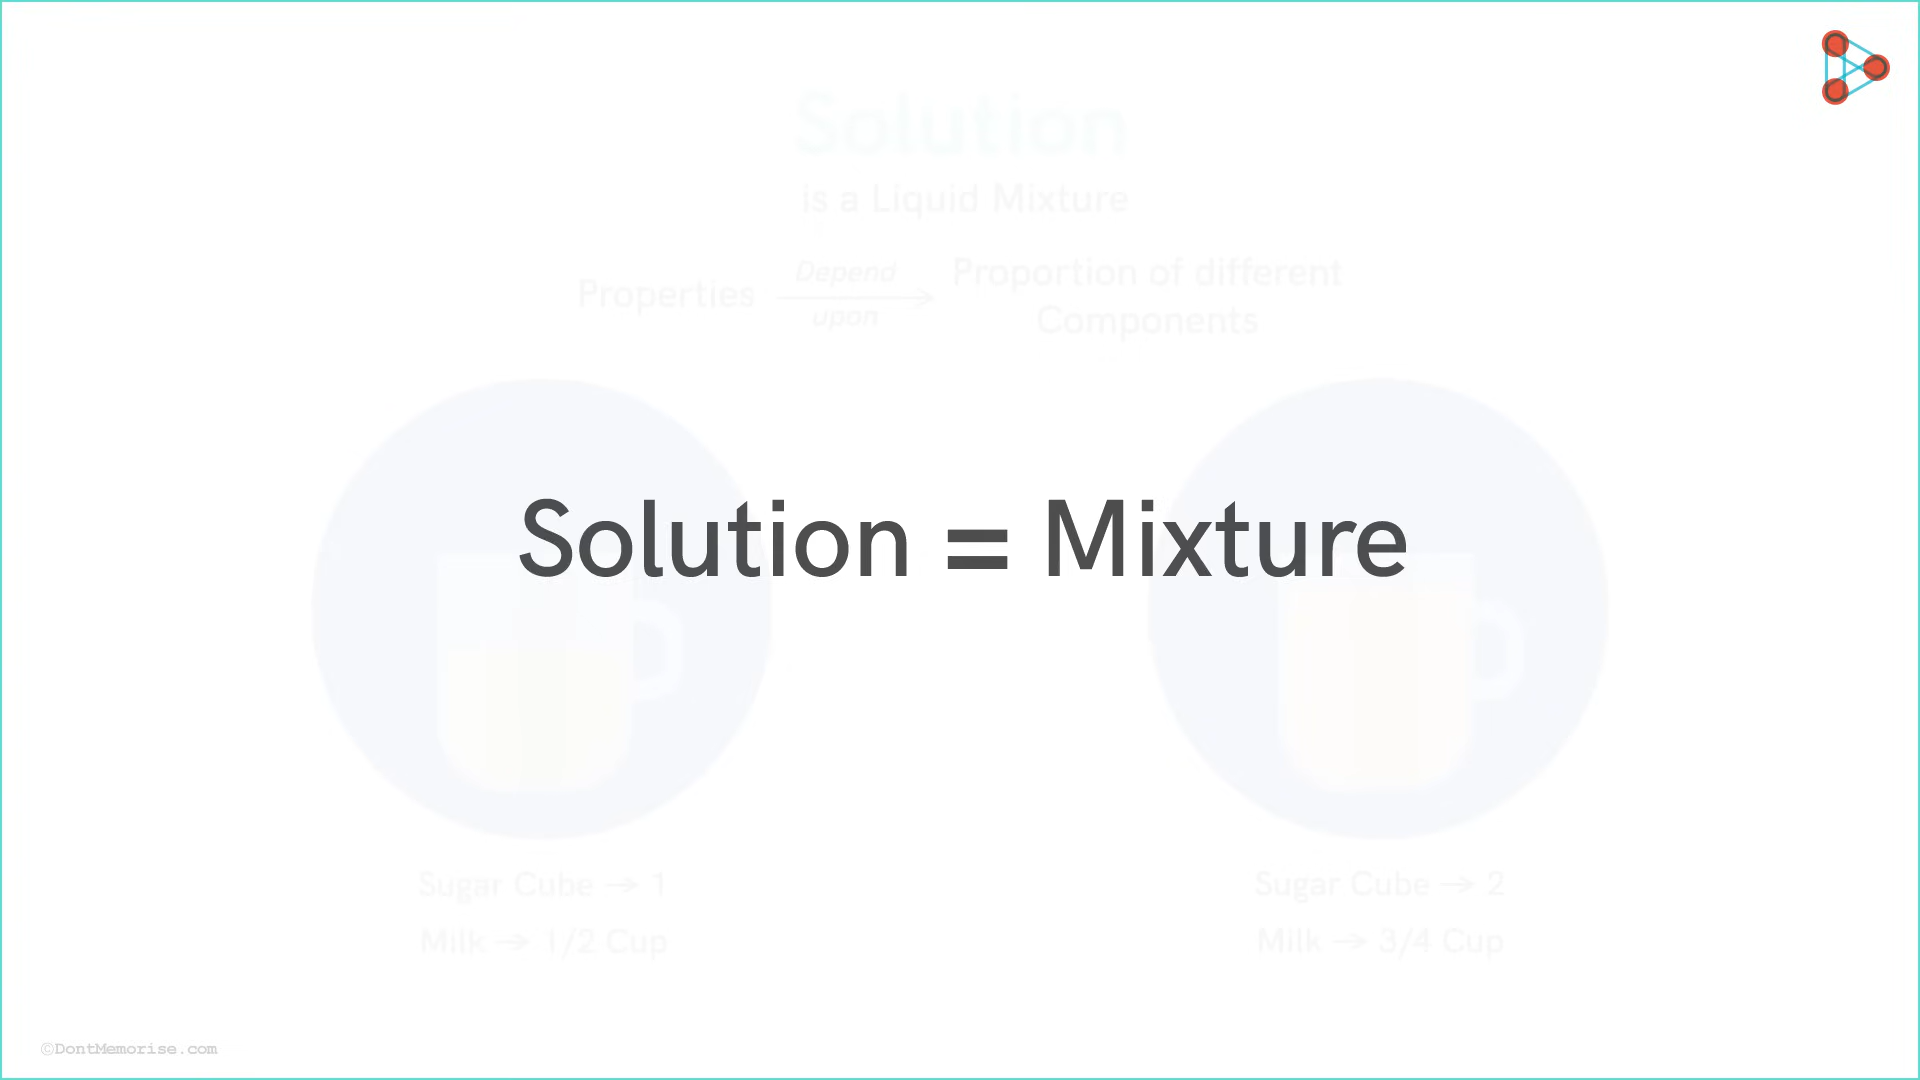 Solution
is a Liquid Mixture
Properties Depend upon Proportion of different
Components
Solution = Mixture
Sugar Cube → 1
Milk → 1/2 Cup
Sugar Cube → 2
Milk → 3/4 Cup
©DontMemorise.com